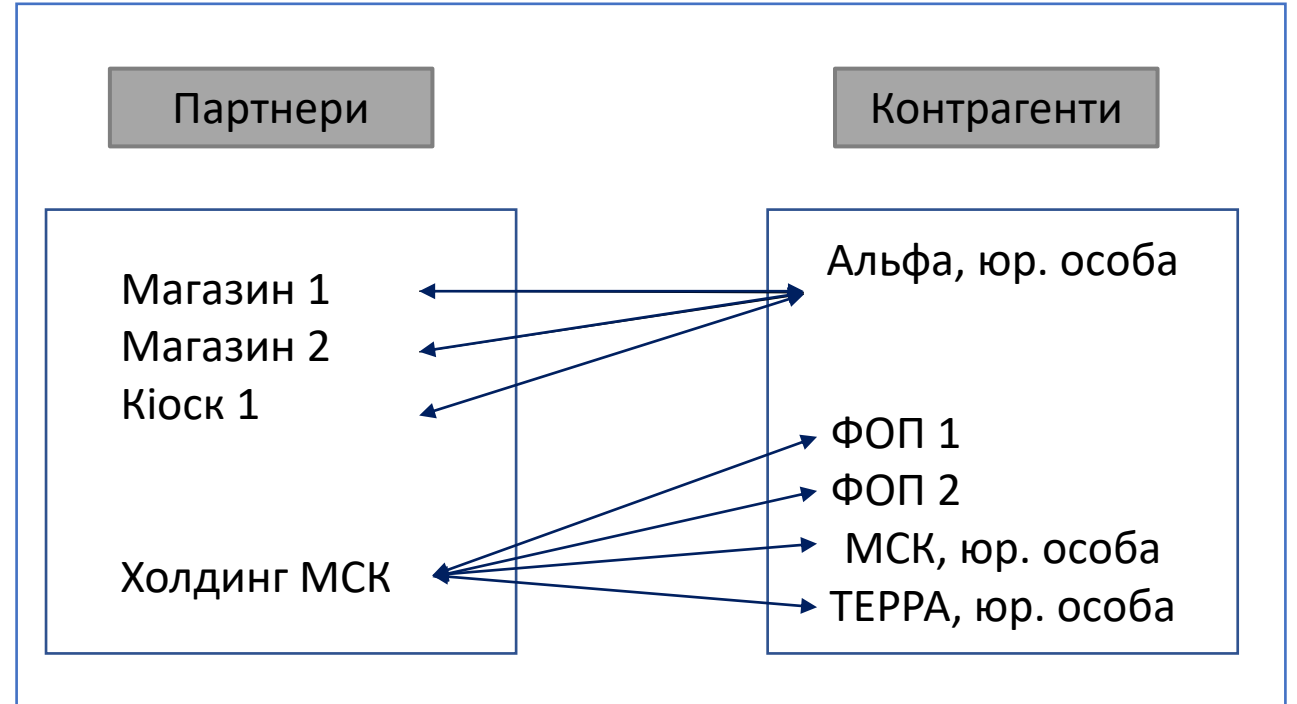 Партнери
Контрагенти
Магазин 1
Магазин 2
Кіоск 1
Холдинг МСК
Альфа, юр. особа
ФОП 1
ФОП 2
МСК, юр. особа
ТЕРРА, юр. особа